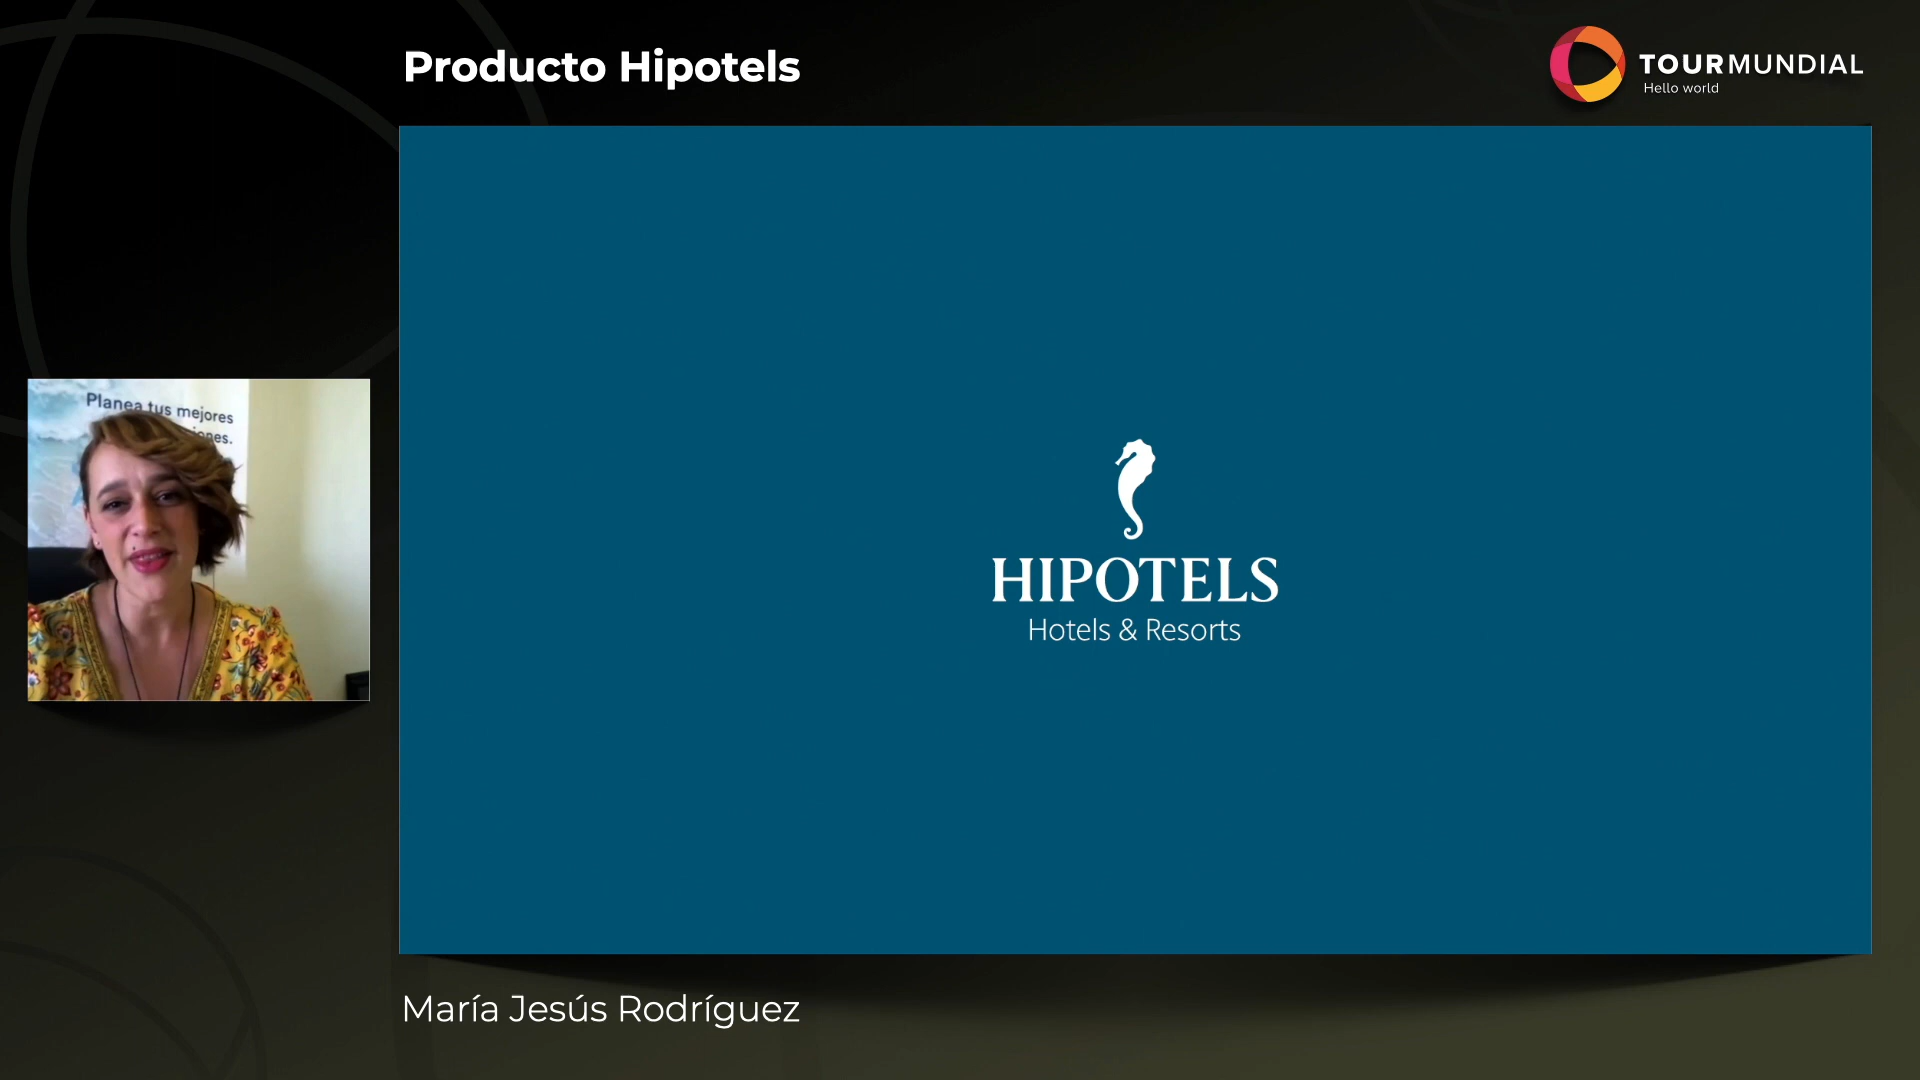 Producto Hipotels
TOURMUNDIAL
Hello world
Planea tus mejores
HIPOTELS
Hotels & Resorts
María Jesús Rodríguez